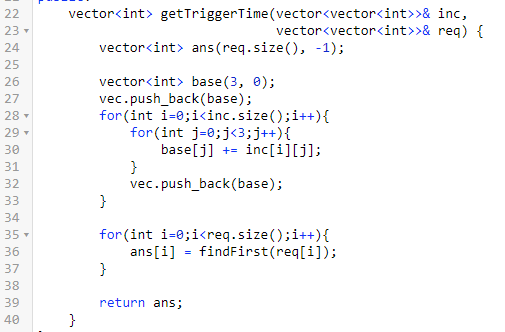 22 vector<int> getTriggerTime(vector<vector<int>>& inc,
23 vector<vector<int>>& req) {
24 vector<int> ans(req.size(), -1);
25
26 vector<int> base(3, 0);
27 vec.push_back(base);
28 for(int i=0;i<inc.size();i++){
29 for(int j=0;j<3;j++){
30 base[j] += inc[i][j];
31 }
32 vec.push_back(base);
33 }
34
35 for(int i=0;i<req.size();i++){
36 ans[i] = findFirst(req[i]);
37 }
38
39 return ans;
40 }